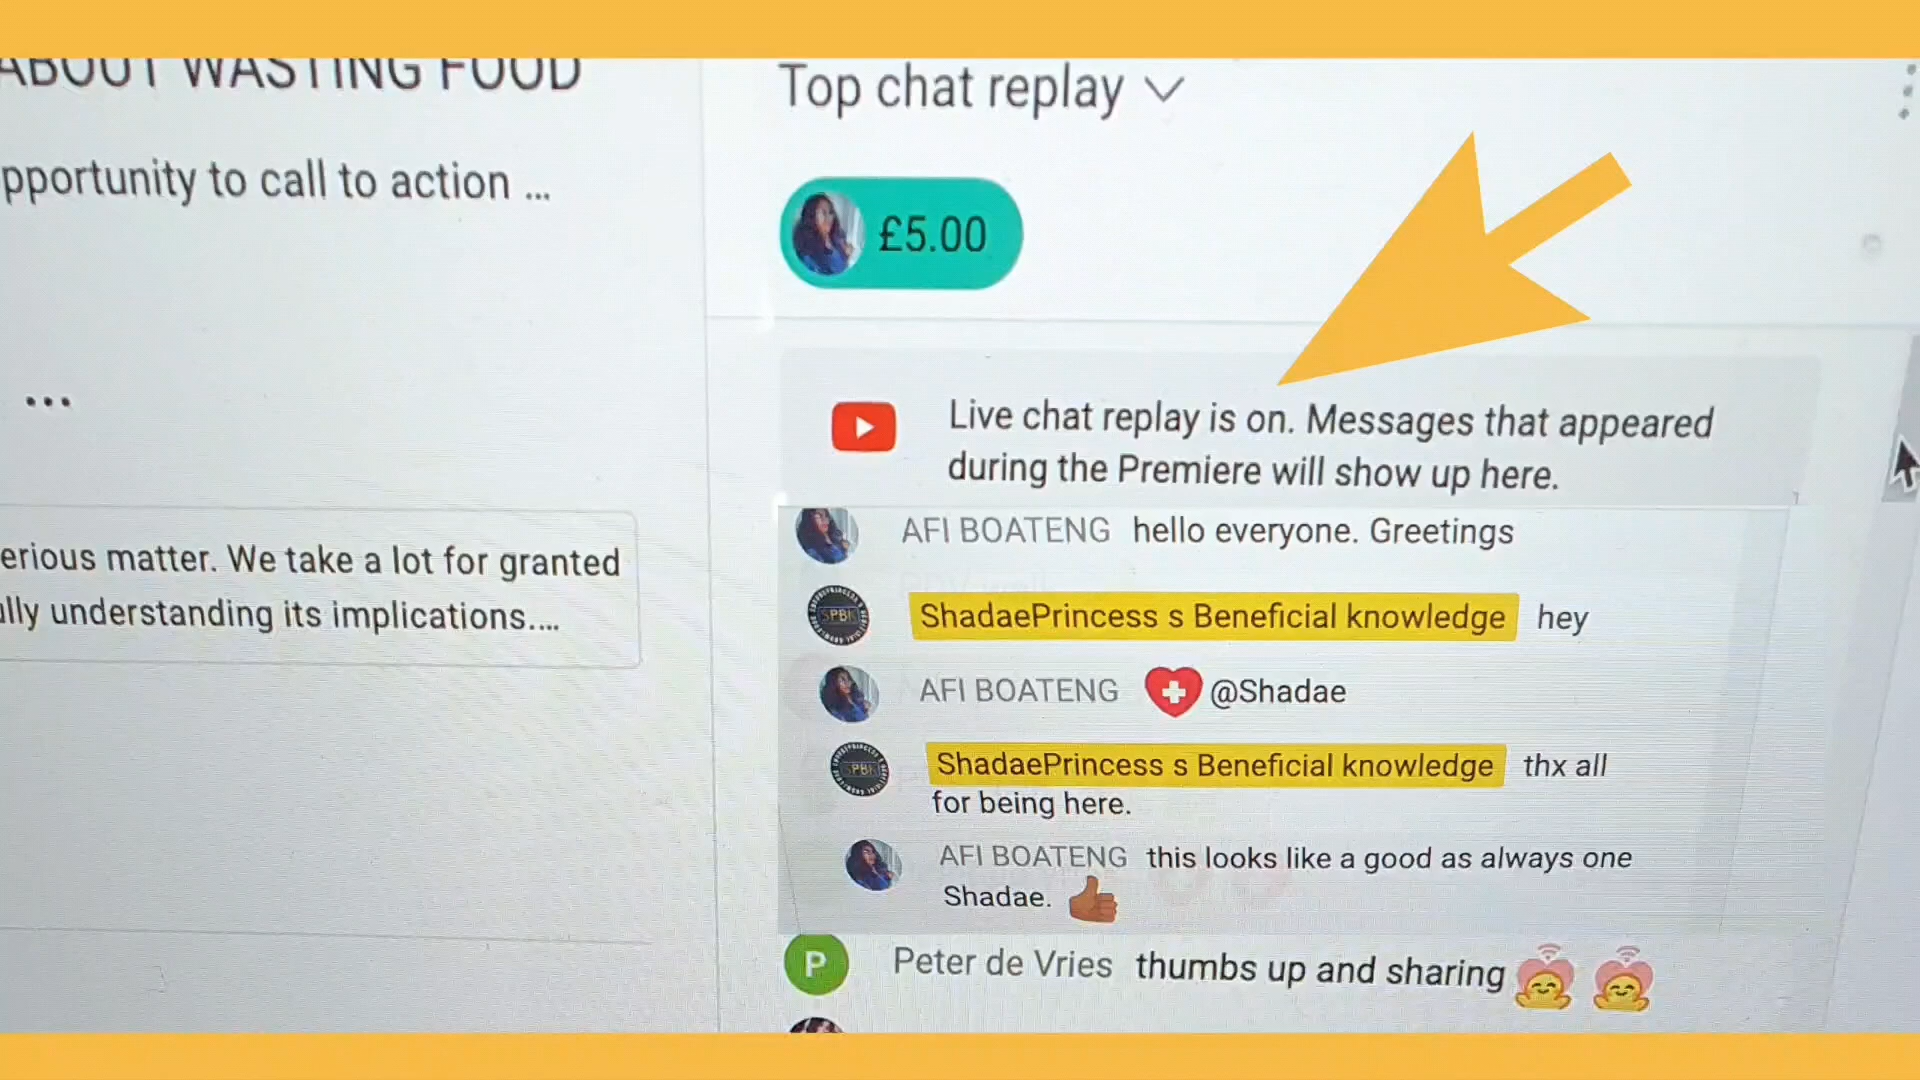 ABOUT WASTING FOOD
pportunity to call to action ...
erious matter. We take a lot for granted
lly understanding its implications....
Top chat replay
£5.00
Live chat replay is on. Messages that appeared
during the Premiere will show up here.
AFI BOATENG hello everyone. Greetings
SPBK
ShadaePrincess s Beneficial knowledge hey
AFI BOATENG @Shadae
SPBK
ShadaePrincess s Beneficial knowledge thx all
for being here.
AFI BOATENG this looks like a good as always one
Shadae.
P
Peter de Vries thumbs up and sharing